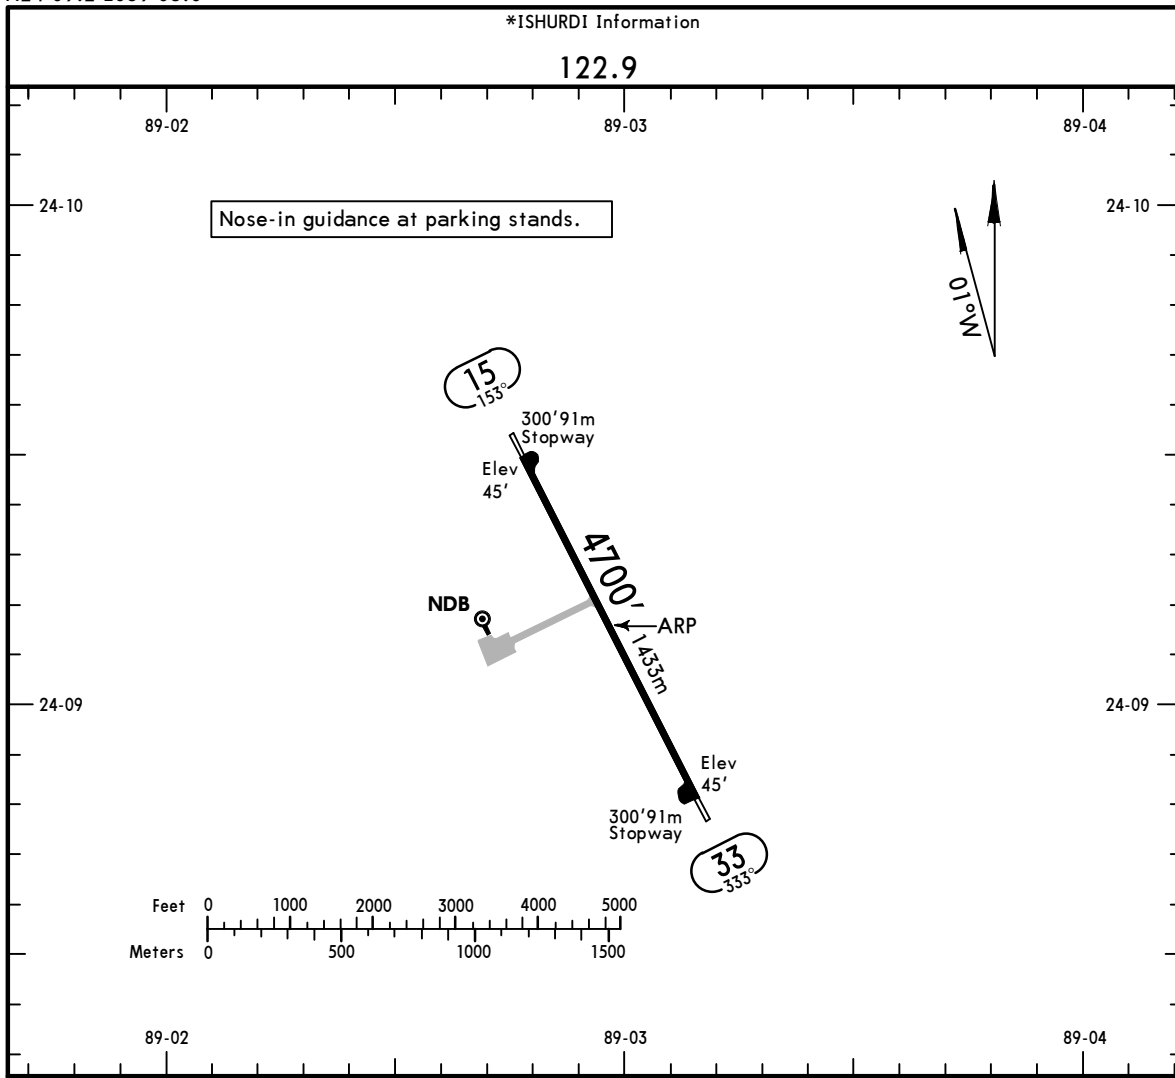 *ISHURDI Information
122.9
89-02 89-03 89-04
24-10 24-10
Nose-in guidance at parking stands.
01°W
15
153°
300'91m
Stopway
Elev
45'
4700'
1433m
NDB
ARP
24-09 24-09
Elev
45'
300'91m
Stopway
33
333°
Feet 0 1000 2000 3000 4000 5000
Meters 0 500 1000 1500
89-02 89-03 89-04